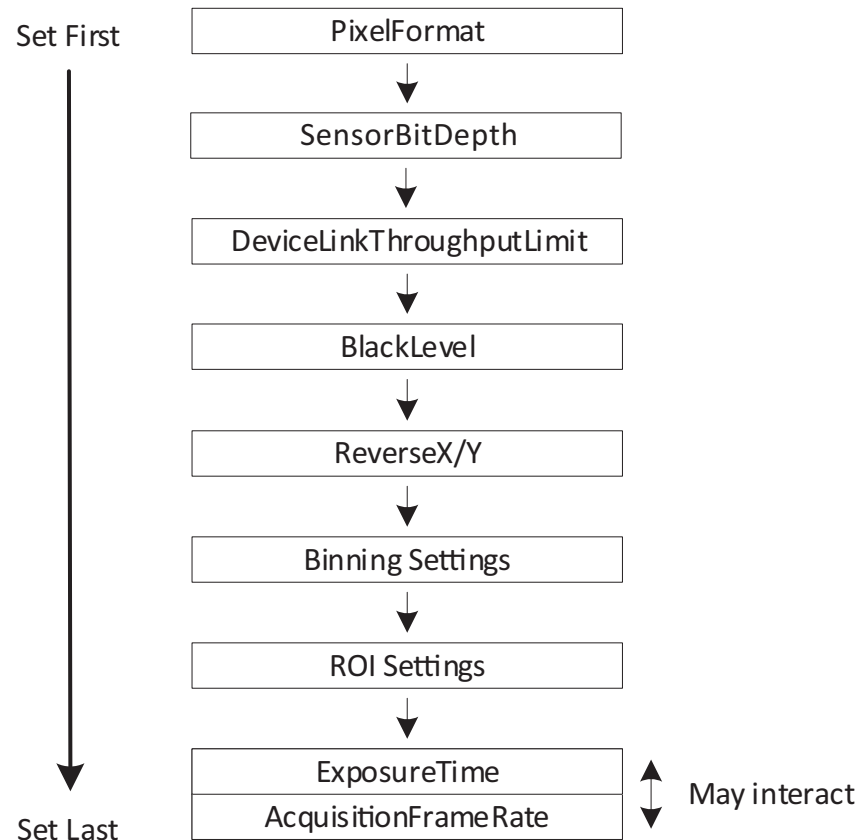 Set First
PixelFormat
SensorBitDepth
DeviceLinkThroughputLimit
BlackLevel
ReverseX/Y
Binning Settings
ROI Settings
ExposureTime
May interact
AcquisitionFrameRate
Set Last